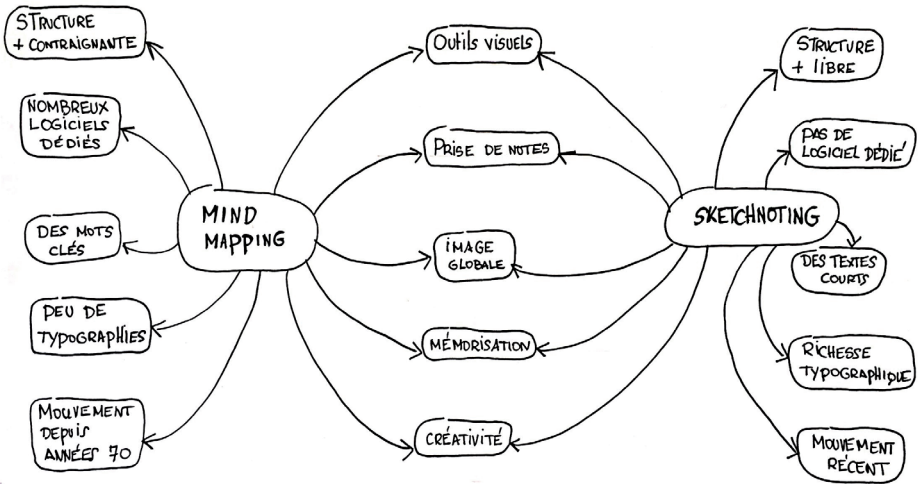 STRUCTURE
+ CONTRAIGNANTE
NOMBREUX
LOGICIELS
DÉDIÉS
DES MOTS
CLÉS
PEU DE
TYPOGRAPHIES
MOUVEMENT
DEPUIS
ANNÉES 70
MIND
MAPPING
OUTILS VISUELS
PRISE DE NOTES
IMAGE
GLOBALE
MÉMORISATION
CRÉATIVITÉ
SKETCHNOTING
STRUCTURE
+ LIBRE
PAS DE
LOGICIEL DÉDIÉ
DES TEXTES
COURTS
RICHESSE
TYPOGRAPHIQUE
MOUVEMENT
RÉCENT